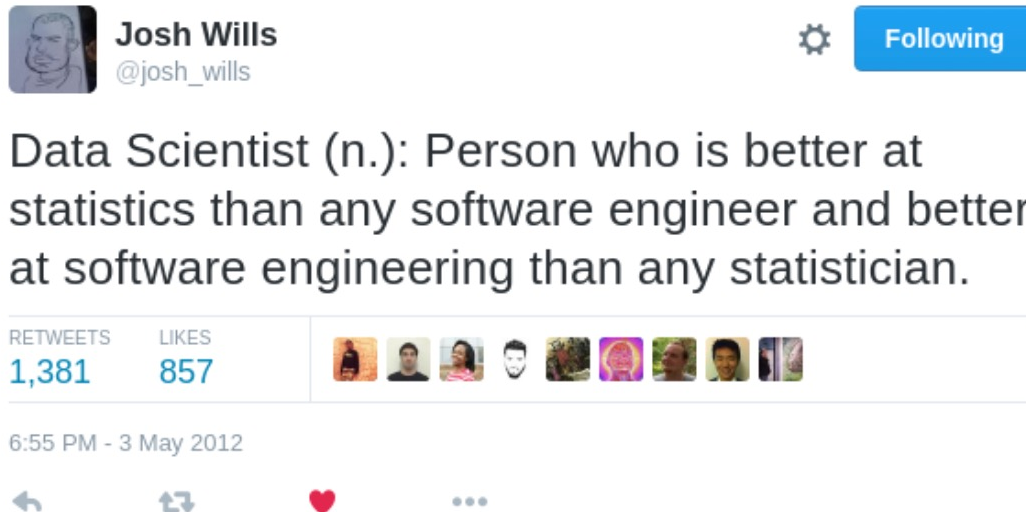 Josh Wills
@josh_wills
Following
Data Scientist (n.): Person who is better at
statistics than any software engineer and better
at software engineering than any statistician.
RETWEETS LIKES
1,381 857
6:55 PM - 3 May 2012